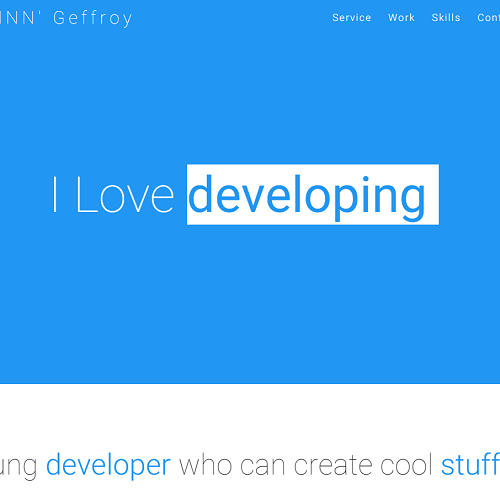 INN' Geffroy
Service Work Skills Cont
I Love developing
ung developer who can create cool stuff